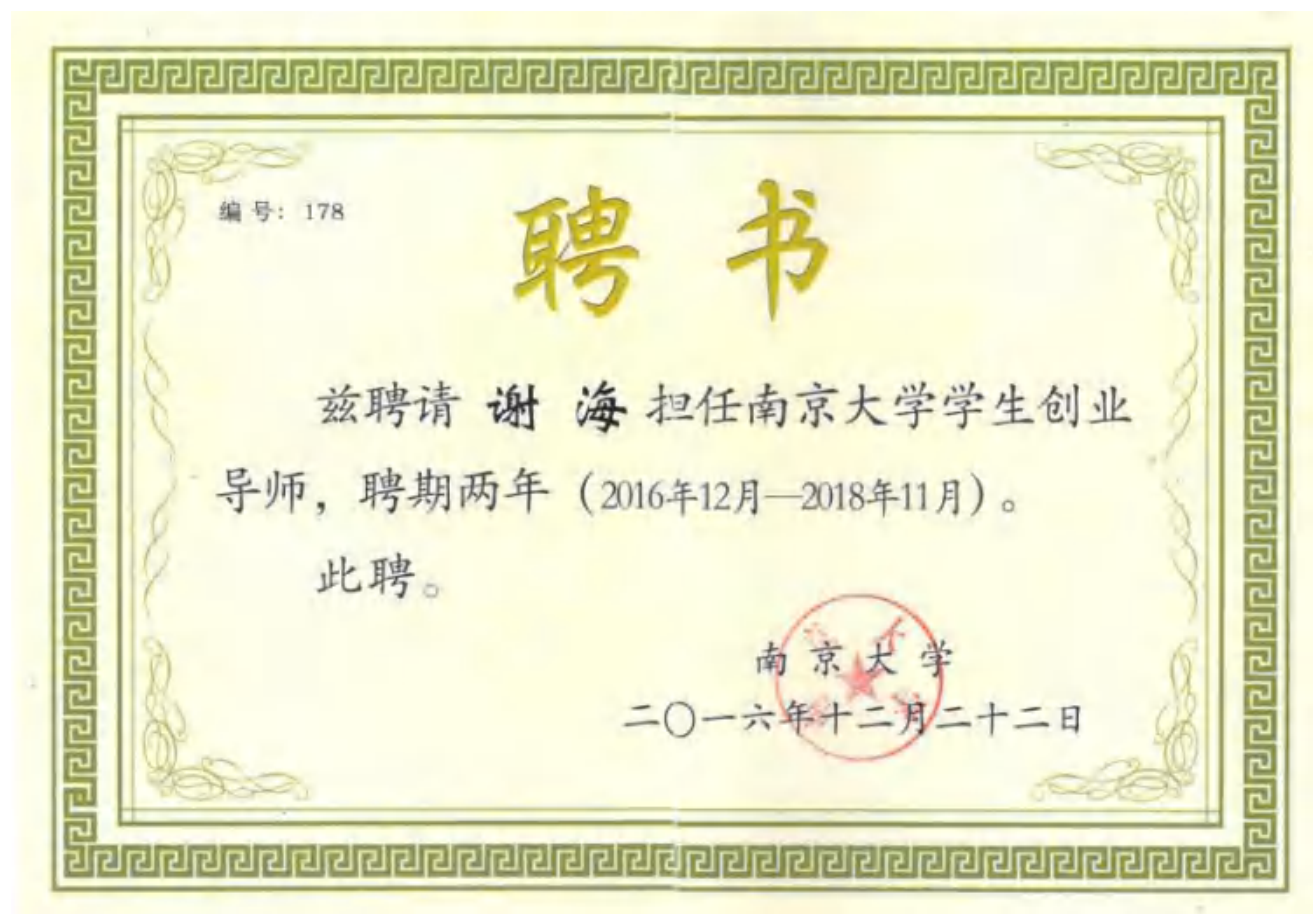 编号：178
聘书
兹聘请 谢海 担任南京大学学生创业
导师，聘期两年（2016年12月—2018年11月）。
此聘。
南京大学
二〇一六年十二月二十二日